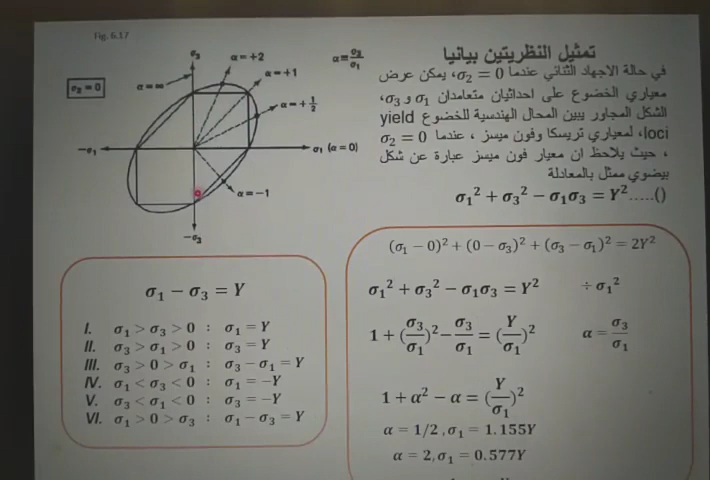 Fig. 6.17
σ₃
α = +2
α = σ₃/σ₁
α = ∞
α = +1
σ₂ = 0
α = + 1/2
−σ₁
σ₁ (α = 0)
α = −1
−σ₃
تمثيل النظريتين بيانيا
في حالة الاجهاد الثنائي عندما σ₂ = 0، يمكن عرض
معياري الخضوع على احداثيان متعامدان σ₁ و σ₃،
الشكل المجاور يبين المحال الهندسية للخضوع yield
loci، لمعياري تريسكا وفون ميسز ، عندما σ₂ = 0
، حيث يلاحظ ان معيار فون ميسز عبارة عن شكل
بيضوي ممثل بالمعادلة
σ₁² + σ₃² − σ₁σ₃ = Y².....()
σ₁ − σ₃ = Y
I. σ₁ > σ₃ > 0 : σ₁ = Y
II. σ₃ > σ₁ > 0 : σ₃ = Y
III. σ₃ > 0 > σ₁ : σ₃ − σ₁ = Y
IV. σ₁ < σ₃ < 0 : σ₁ = −Y
V. σ₃ < σ₁ < 0 : σ₃ = −Y
VI. σ₁ > 0 > σ₃ : σ₁ − σ₃ = Y
(σ₁ − 0)² + (0 − σ₃)² + (σ₃ − σ₁)² = 2Y²
σ₁² + σ₃² − σ₁σ₃ = Y² ÷ σ₁²
1 + (σ₃/σ₁)² − σ₃/σ₁ = (Y/σ₁)² α = σ₃/σ₁
1 + α² − α = (Y/σ₁)²
α = 1/2 , σ₁ = 1.155Y
α = 2, σ₁ = 0.577Y